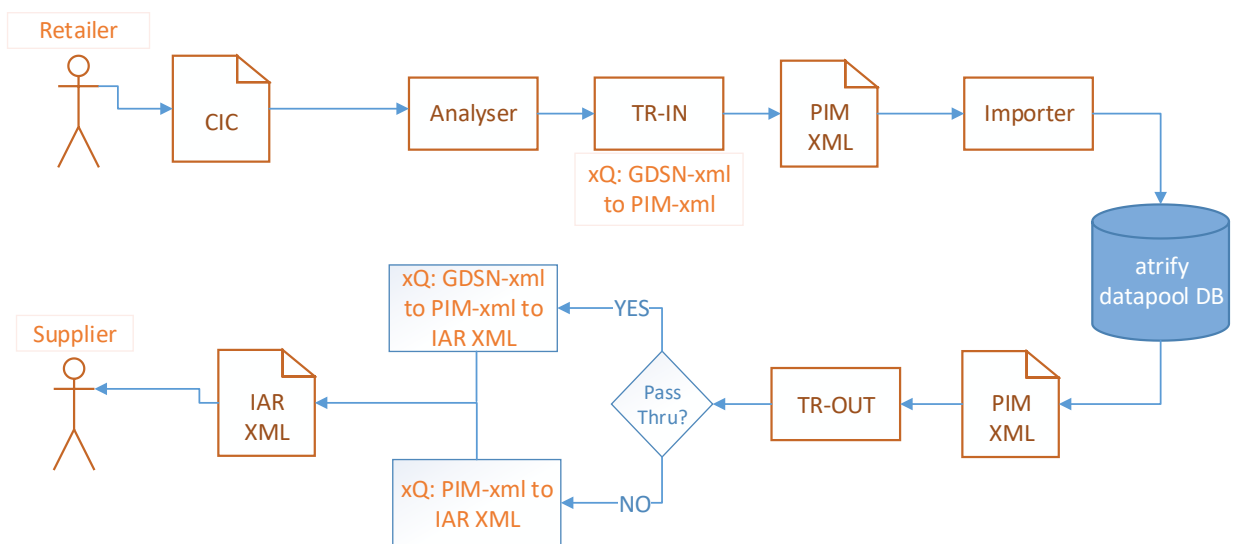 Retailer
CIC
Analyser
TR-IN
PIM
XML
Importer
xQ: GDSN-xml
to PIM-xml
atrify
datapool DB
xQ: GDSN-xml
to PIM-xml to
IAR XML
YES
Supplier
IAR
XML
Pass
Thru?
TR-OUT
PIM
XML
xQ: PIM-xml to
IAR XML
NO